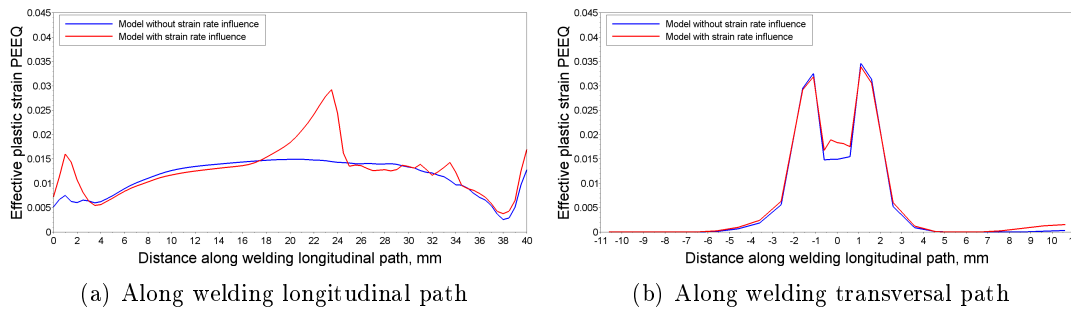 0.045
0.04
0.035
0.03
0.025
0.02
0.015
0.01
0.005
0
Effective plastic strain PEEQ
Model without strain rate influence
Model with strain rate influence
0 2 4 6 8 10 12 14 16 18 20 22 24 26 28 30 32 34 36 38 40
Distance along welding longitudinal path, mm
(a) Along welding longitudinal path
0.045
0.04
0.035
0.03
0.025
0.02
0.015
0.01
0.005
0
Effective plastic strain PEEQ
Model without strain rate influence
Model with strain rate influence
-11 -10 -9 -8 -7 -6 -5 -4 -3 -2 -1 0 1 2 3 4 5 6 7 8 9 10
Distance along welding longitudinal path, mm
(b) Along welding transversal path